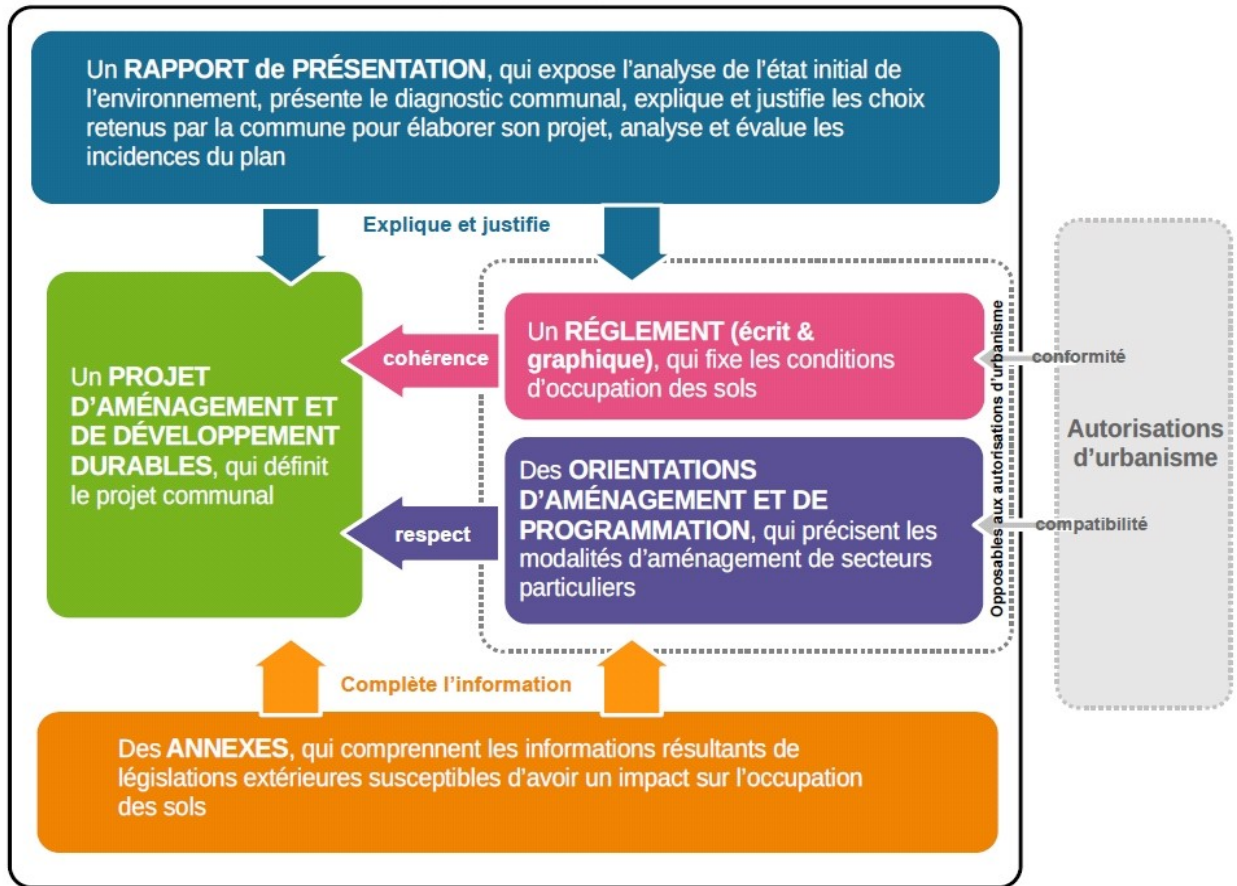 Un RAPPORT de PRÉSENTATION, qui expose l’analyse de l’état initial de
l’environnement, présente le diagnostic communal, explique et justifie les choix
retenus par la commune pour élaborer son projet, analyse et évalue les
incidences du plan
Explique et justifie
Un PROJET
D’AMÉNAGEMENT ET
DE DÉVELOPPEMENT
DURABLES, qui définit
le projet communal
cohérence
Un RÉGLEMENT (écrit &
graphique), qui fixe les conditions
d’occupation des sols
respect
Des ORIENTATIONS
D’AMÉNAGEMENT ET DE
PROGRAMMATION, qui précisent les
modalités d’aménagement de secteurs
particuliers
Opposables aux autorisations d’urbanisme
conformité
Autorisations
d’urbanisme
compatibilité
Complète l’information
Des ANNEXES, qui comprennent les informations résultants de
législations extérieures susceptibles d’avoir un impact sur l’occupation
des sols